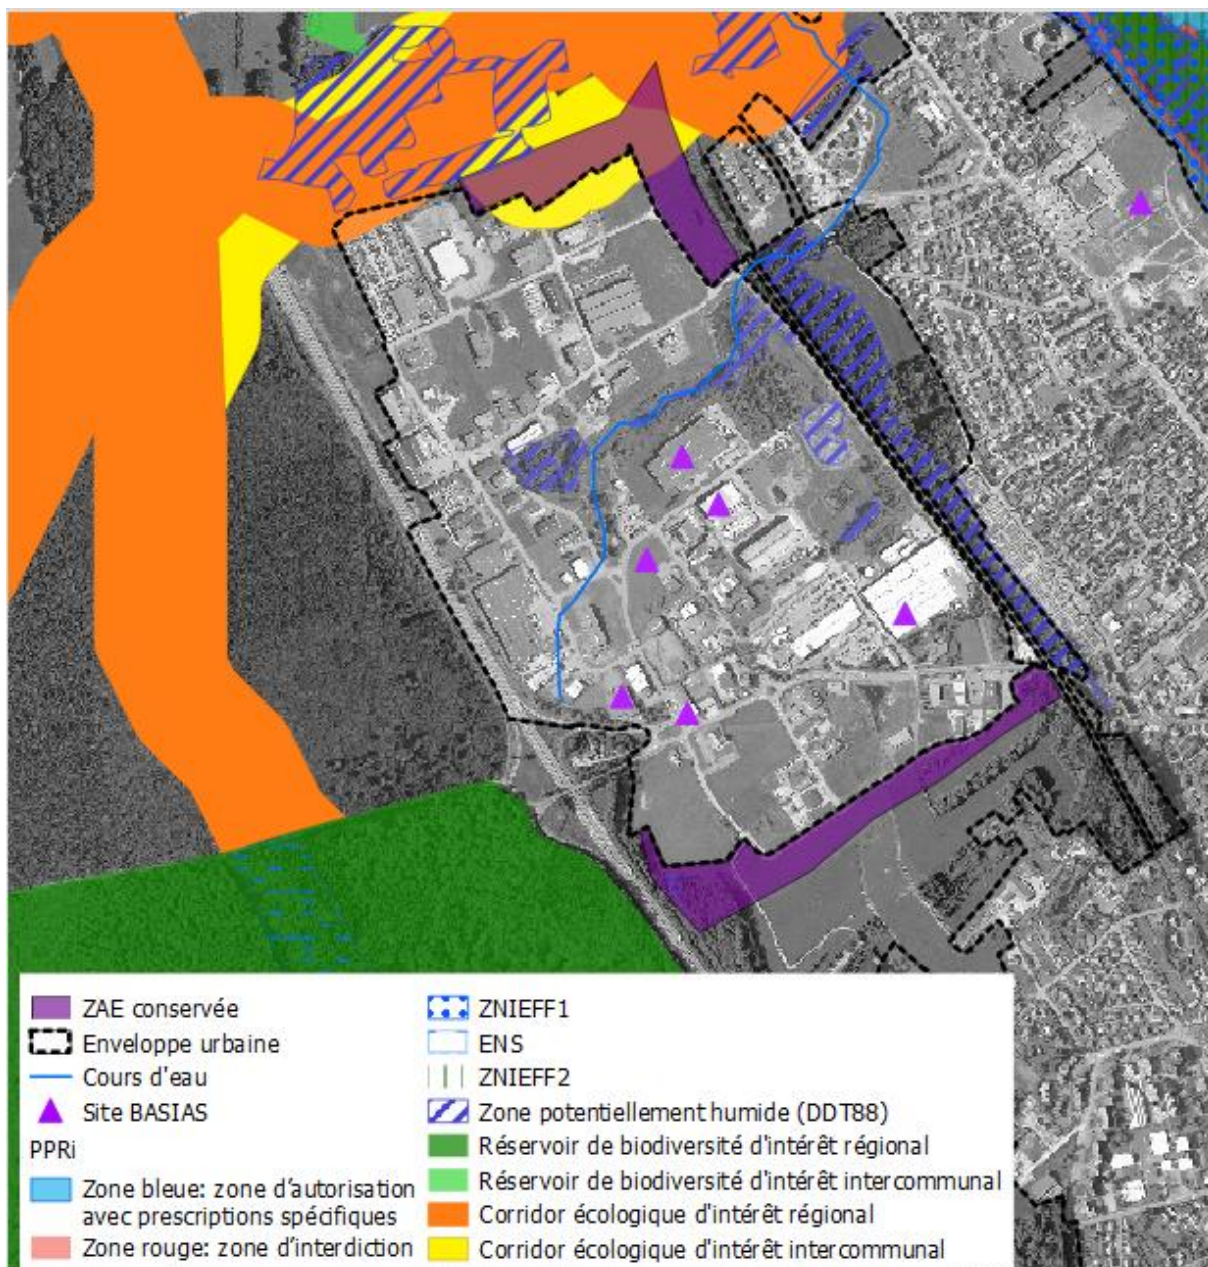 ZAE conservée
Enveloppe urbaine
Cours d'eau
Site BASIAS
PPRi
Zone bleue: zone d'autorisation
avec prescriptions spécifiques
Zone rouge: zone d'interdiction
ZNIEFF1
ENS
ZNIEFF2
Zone potentiellement humide (DDT88)
Réservoir de biodiversité d'intérêt régional
Réservoir de biodiversité d'intérêt intercommunal
Corridor écologique d'intérêt régional
Corridor écologique d'intérêt intercommunal